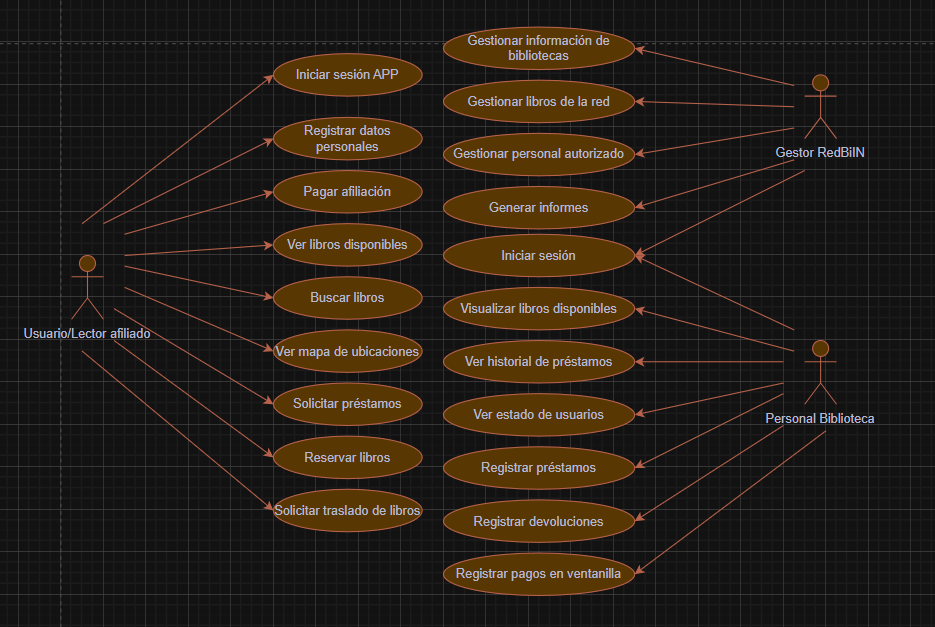 Iniciar sesión APP
Registrar datos
personales
Pagar afiliación
Ver libros disponibles
Buscar libros
Ver mapa de ubicaciones
Solicitar préstamos
Reservar libros
Solicitar traslado de libros
Usuario/Lector afiliado
Gestionar información de
bibliotecas
Gestionar libros de la red
Gestionar personal autorizado
Generar informes
Iniciar sesión
Visualizar libros disponibles
Ver historial de préstamos
Ver estado de usuarios
Registrar préstamos
Registrar devoluciones
Registrar pagos en ventanilla
Gestor RedBiIN
Personal Biblioteca